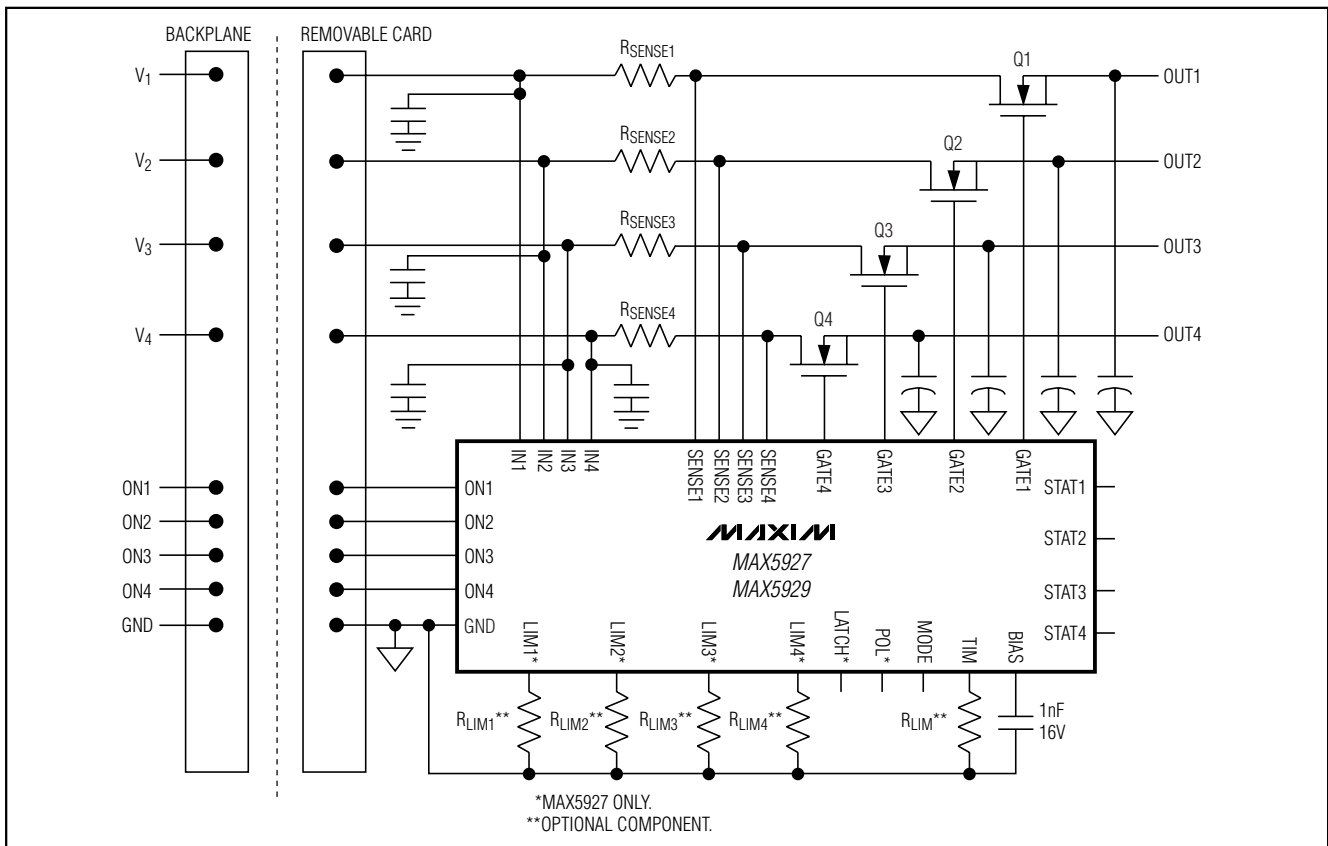 BACKPLANE
REMOVABLE CARD
RSENSE1
Q1
V1
OUT1
RSENSE2
Q2
V2
OUT2
RSENSE3
Q3
V3
OUT3
RSENSE4
Q4
V4
OUT4
IN1
IN2
IN3
IN4
SENSE1
SENSE2
SENSE3
SENSE4
GATE4
GATE3
GATE2
GATE1
ON1
ON1
STAT1
ON2
ON2
MAXIM
STAT2
ON3
ON3
MAX5927
ON4
ON4
MAX5929
STAT3
GND
GND
STAT4
LIM1*
LIM2*
LIM3*
LIM4*
LATCH*
POL*
MODE
TIM
BIAS
RLIM1**
RLIM2**
RLIM3**
RLIM4**
RLIM**
1nF
16V
*MAX5927 ONLY.
**OPTIONAL COMPONENT.